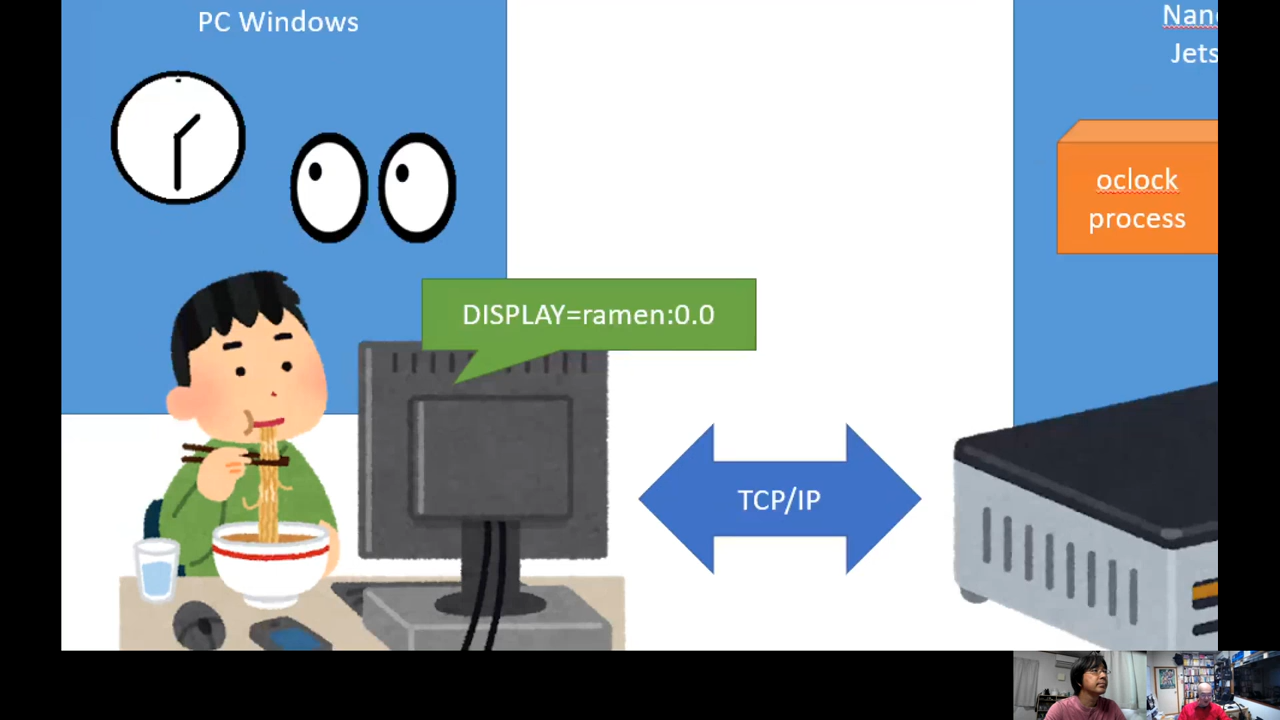 PC Windows
oclock
process
DISPLAY=ramen:0.0
TCP/IP